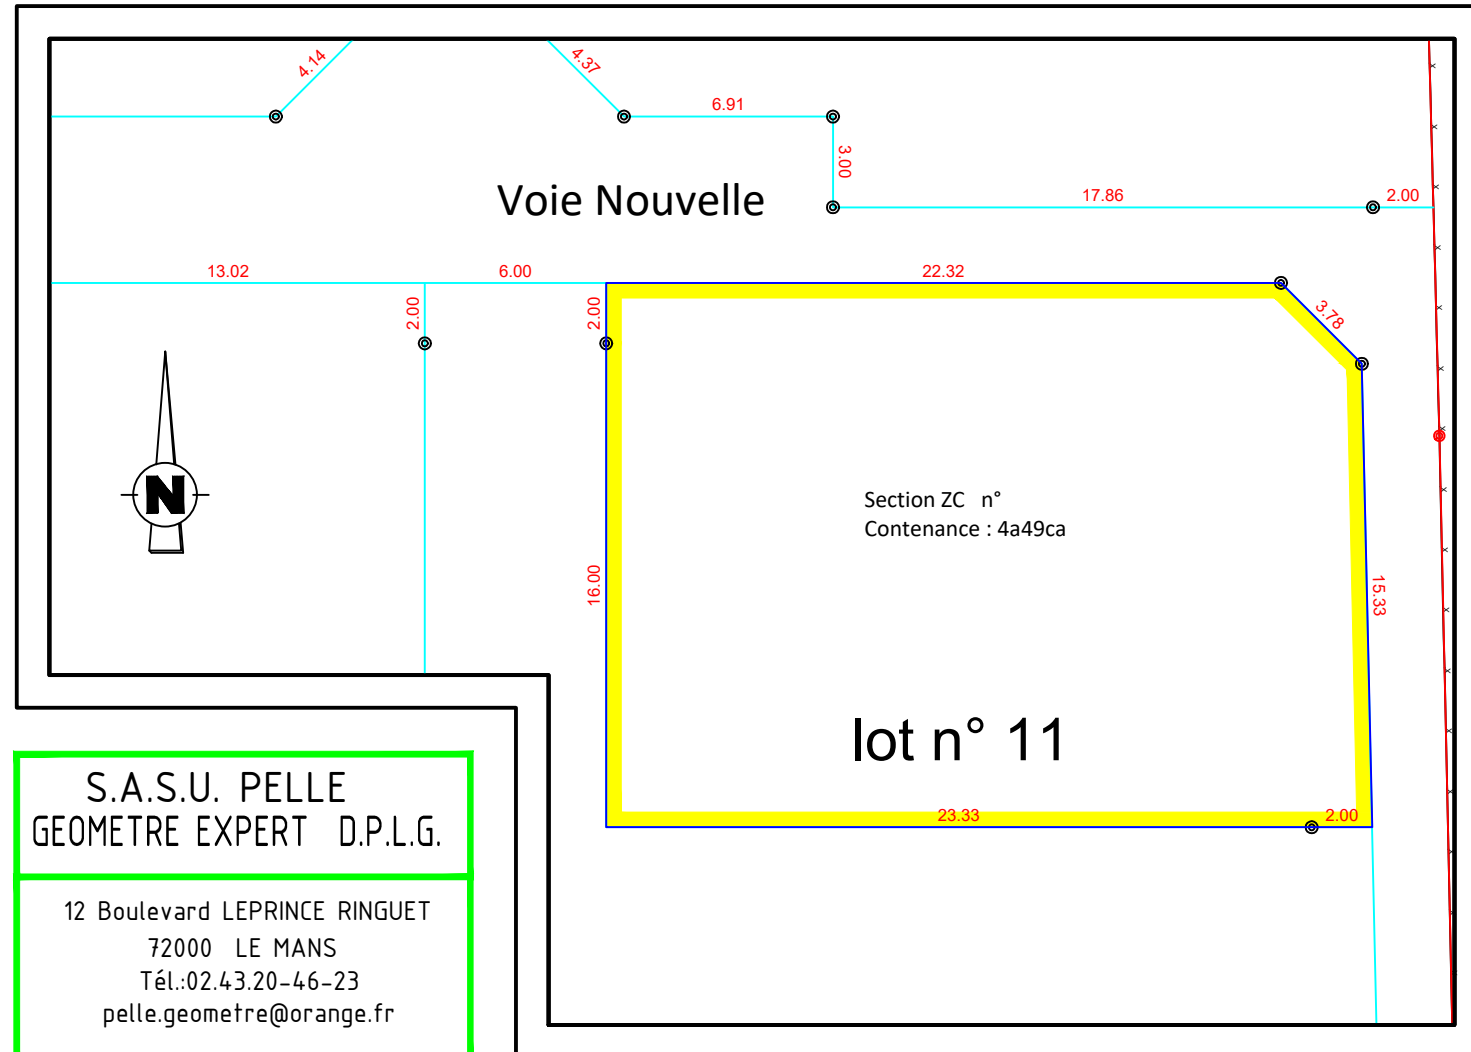 4.14
4.37
6.91
3.00
Voie Nouvelle
17.86
2.00
13.02
6.00
22.32
2.00
2.00
3.78
N
Section ZC n°
Contenance : 4a49ca
16.00
15.33
lot n° 11
23.33
2.00
S.A.S.U. PELLE
GEOMETRE EXPERT D.P.L.G.
12 Boulevard LEPRINCE RINGUET
72000 LE MANS
Tél.:02.43.20-46-23
pelle.geometre@orange.fr